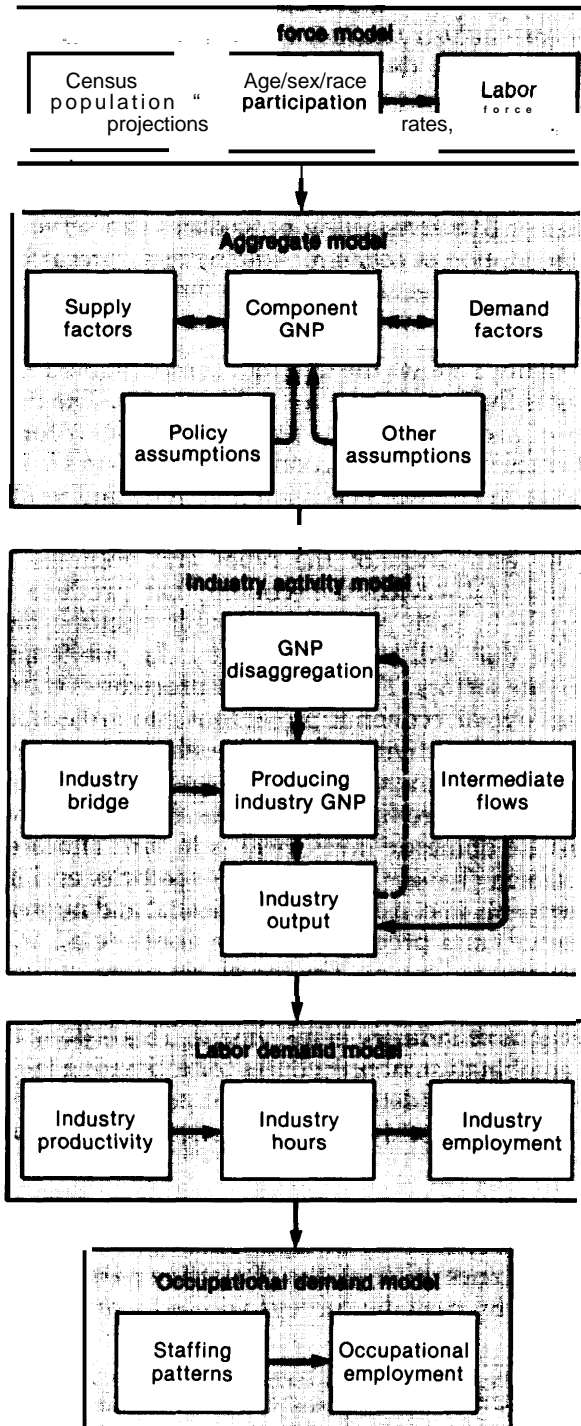 force model
Census
population “
projections
Age/sex/race
participation
rates,
Labor
force
Aggregate model
Supply
factors
Component
GNP
Demand
factors
Policy
assumptions
Other
assumptions
Industry activity model
GNP
disaggregation
Industry
bridge
Producing
industry GNP
Intermediate
flows
Industry
output
Labor demand model
Industry
productivity
Industry
hours
Industry
employment
Occupational demand model
Staffing
patterns
Occupational
employment